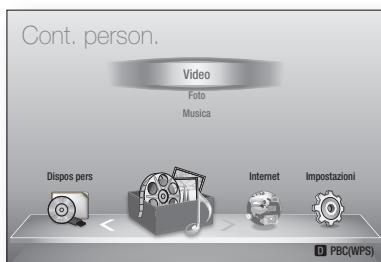 Cont. person.
Video
Foto
Musica
Dispos pers
Internet
Impostazioni
D PBC(WPS)